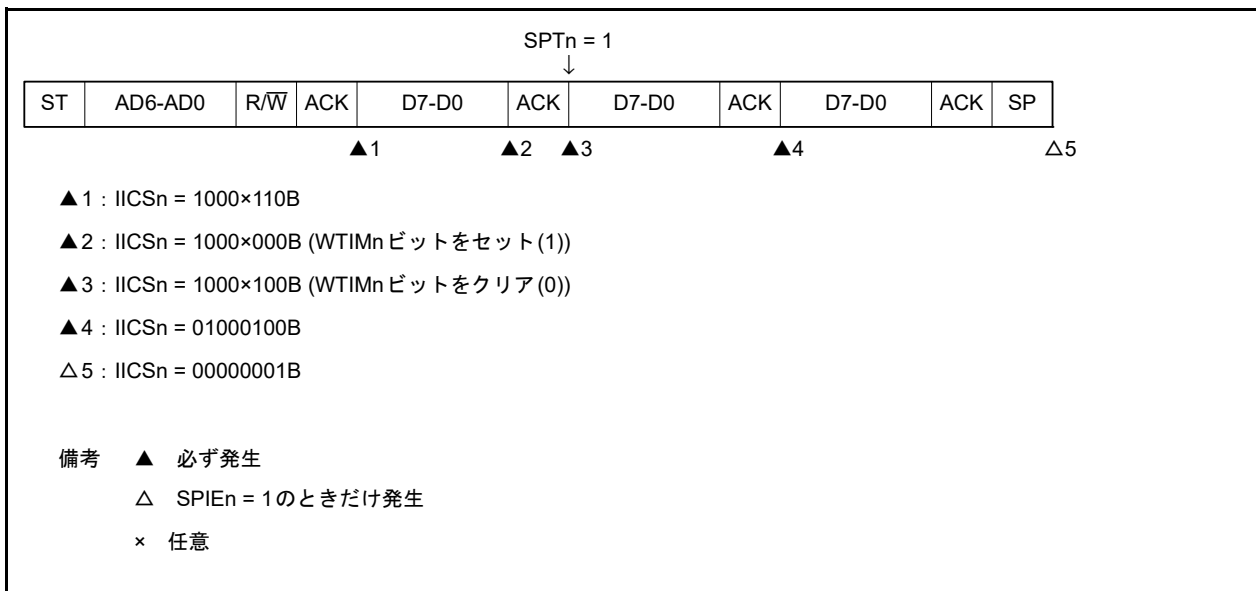 SPTn = 1
↓
ST AD6-AD0 R/W̅ ACK D7-D0 ACK D7-D0 ACK D7-D0 ACK SP
▲1 ▲2 ▲3 ▲4 △5
▲1：IICSn = 1000×110B
▲2：IICSn = 1000×000B (WTIMnビットをセット(1))
▲3：IICSn = 1000×100B (WTIMnビットをクリア(0))
▲4：IICSn = 01000100B
△5：IICSn = 00000001B
備考 ▲ 必ず発生
△ SPIEn = 1のときだけ発生
× 任意